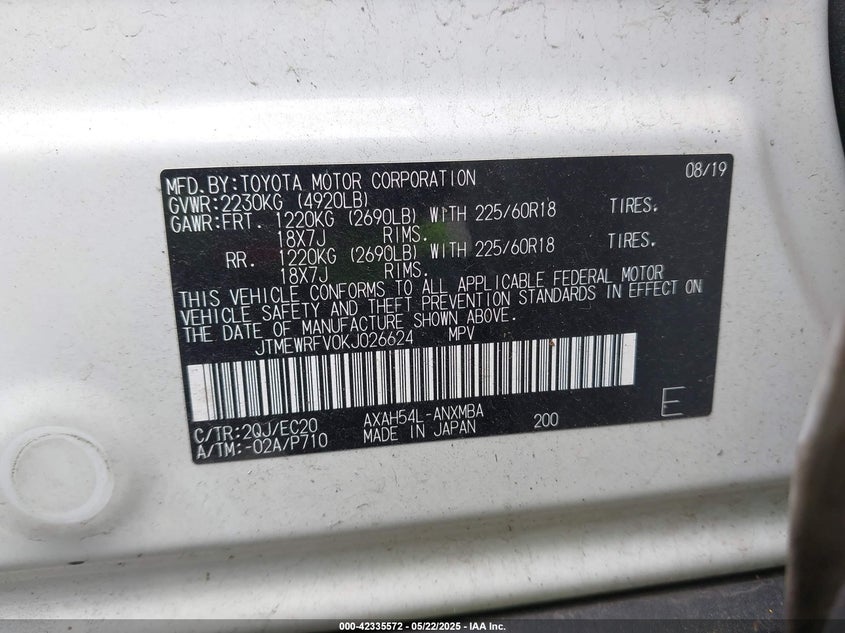 MFD.BY:TOYOTA MOTOR CORPORATION 08/19
GVWR:2230KG (4920LB)
GAWR:FRT. 1220KG (2690LB) WITH 225/60R18 TIRES.
18X7J RIMS.
RR. 1220KG (2690LB) WITH 225/60R18 TIRES.
18X7J RIMS.
THIS VEHICLE CONFORMS TO ALL APPLICABLE FEDERAL MOTOR
VEHICLE SAFETY AND THEFT PREVENTION STANDARDS IN EFFECT ON
THE DATE OF MANUFACTURE SHOWN ABOVE.
JTMEWRFV0KJ026624 MPV
C/TR:2QJ/EC20 AXAH54L-ANXMBA
A/TM:-02A/P710 MADE IN JAPAN 200 E
000-42335572 — 05/22/2025 — IAA Inc.